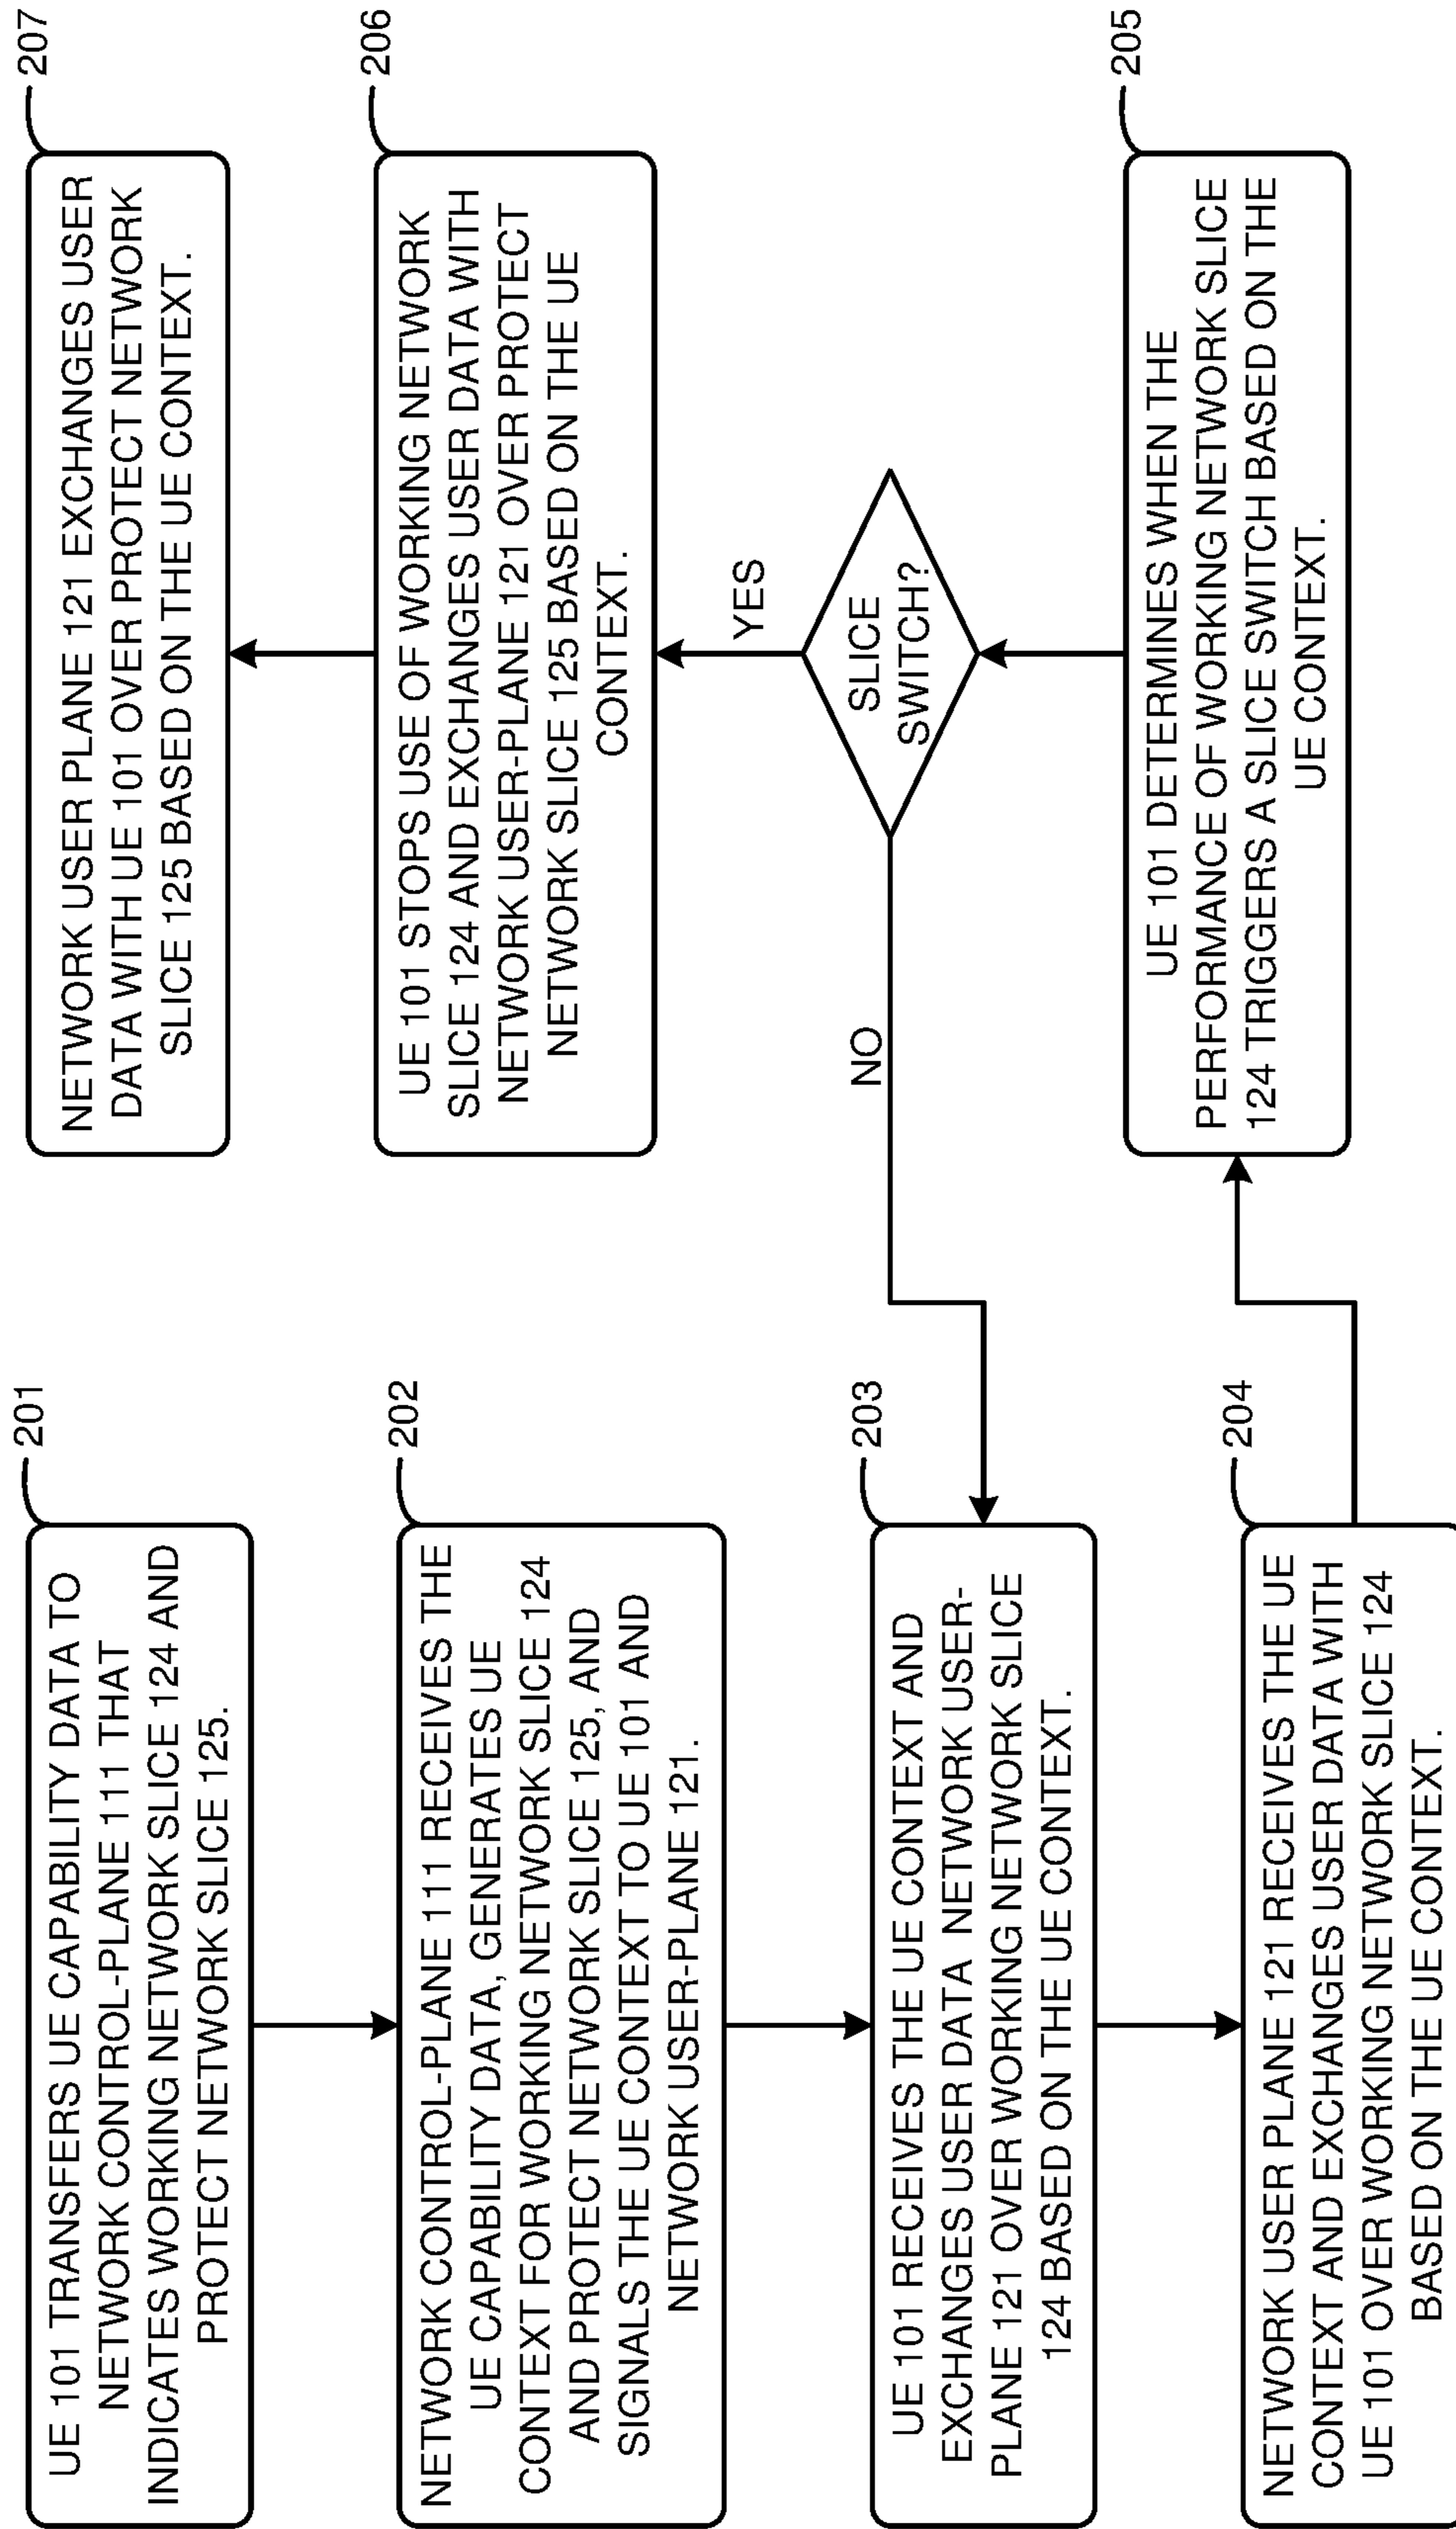 201
UE 101 TRANSFERS UE CAPABILITY DATA TO
NETWORK CONTROL-PLANE 111 THAT
INDICATES WORKING NETWORK SLICE 124 AND
PROTECT NETWORK SLICE 125.
202
NETWORK CONTROL-PLANE 111 RECEIVES THE
UE CAPABILITY DATA, GENERATES UE
CONTEXT FOR WORKING NETWORK SLICE 124
AND PROTECT NETWORK SLICE 125, AND
SIGNALS THE UE CONTEXT TO UE 101 AND
NETWORK USER-PLANE 121.
203
UE 101 RECEIVES THE UE CONTEXT AND
EXCHANGES USER DATA NETWORK USER-
PLANE 121 OVER WORKING NETWORK SLICE
124 BASED ON THE UE CONTEXT.
204
NETWORK USER PLANE 121 RECEIVES THE UE
CONTEXT AND EXCHANGES USER DATA WITH
UE 101 OVER WORKING NETWORK SLICE 124
BASED ON THE UE CONTEXT.
205
UE 101 DETERMINES WHEN THE
PERFORMANCE OF WORKING NETWORK SLICE
124 TRIGGERS A SLICE SWITCH BASED ON THE
UE CONTEXT.
SLICE
SWITCH?
NO
YES
206
UE 101 STOPS USE OF WORKING NETWORK
SLICE 124 AND EXCHANGES USER DATA WITH
NETWORK USER-PLANE 121 OVER PROTECT
NETWORK SLICE 125 BASED ON THE UE
CONTEXT.
207
NETWORK USER PLANE 121 EXCHANGES USER
DATA WITH UE 101 OVER PROTECT NETWORK
SLICE 125 BASED ON THE UE CONTEXT.